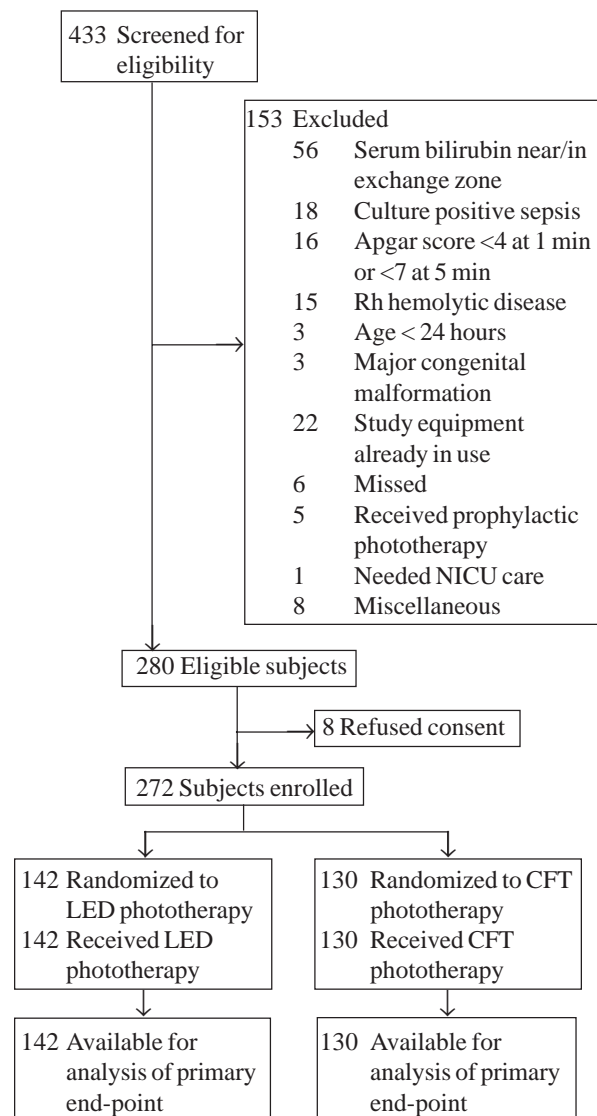 433 Screened for
eligibility
153 Excluded
56 Serum bilirubin near/in
exchange zone
18 Culture positive sepsis
16 Apgar score <4 at 1 min
or <7 at 5 min
15 Rh hemolytic disease
3 Age < 24 hours
3 Major congenital
malformation
22 Study equipment
already in use
6 Missed
5 Received prophylactic
phototherapy
1 Needed NICU care
8 Miscellaneous
280 Eligible subjects
8 Refused consent
272 Subjects enrolled
142 Randomized to
LED phototherapy
142 Received LED
phototherapy
130 Randomized to CFT
phototherapy
130 Received CFT
phototherapy
142 Available for
analysis of primary
end-point
130 Available for
analysis of primary
end-point